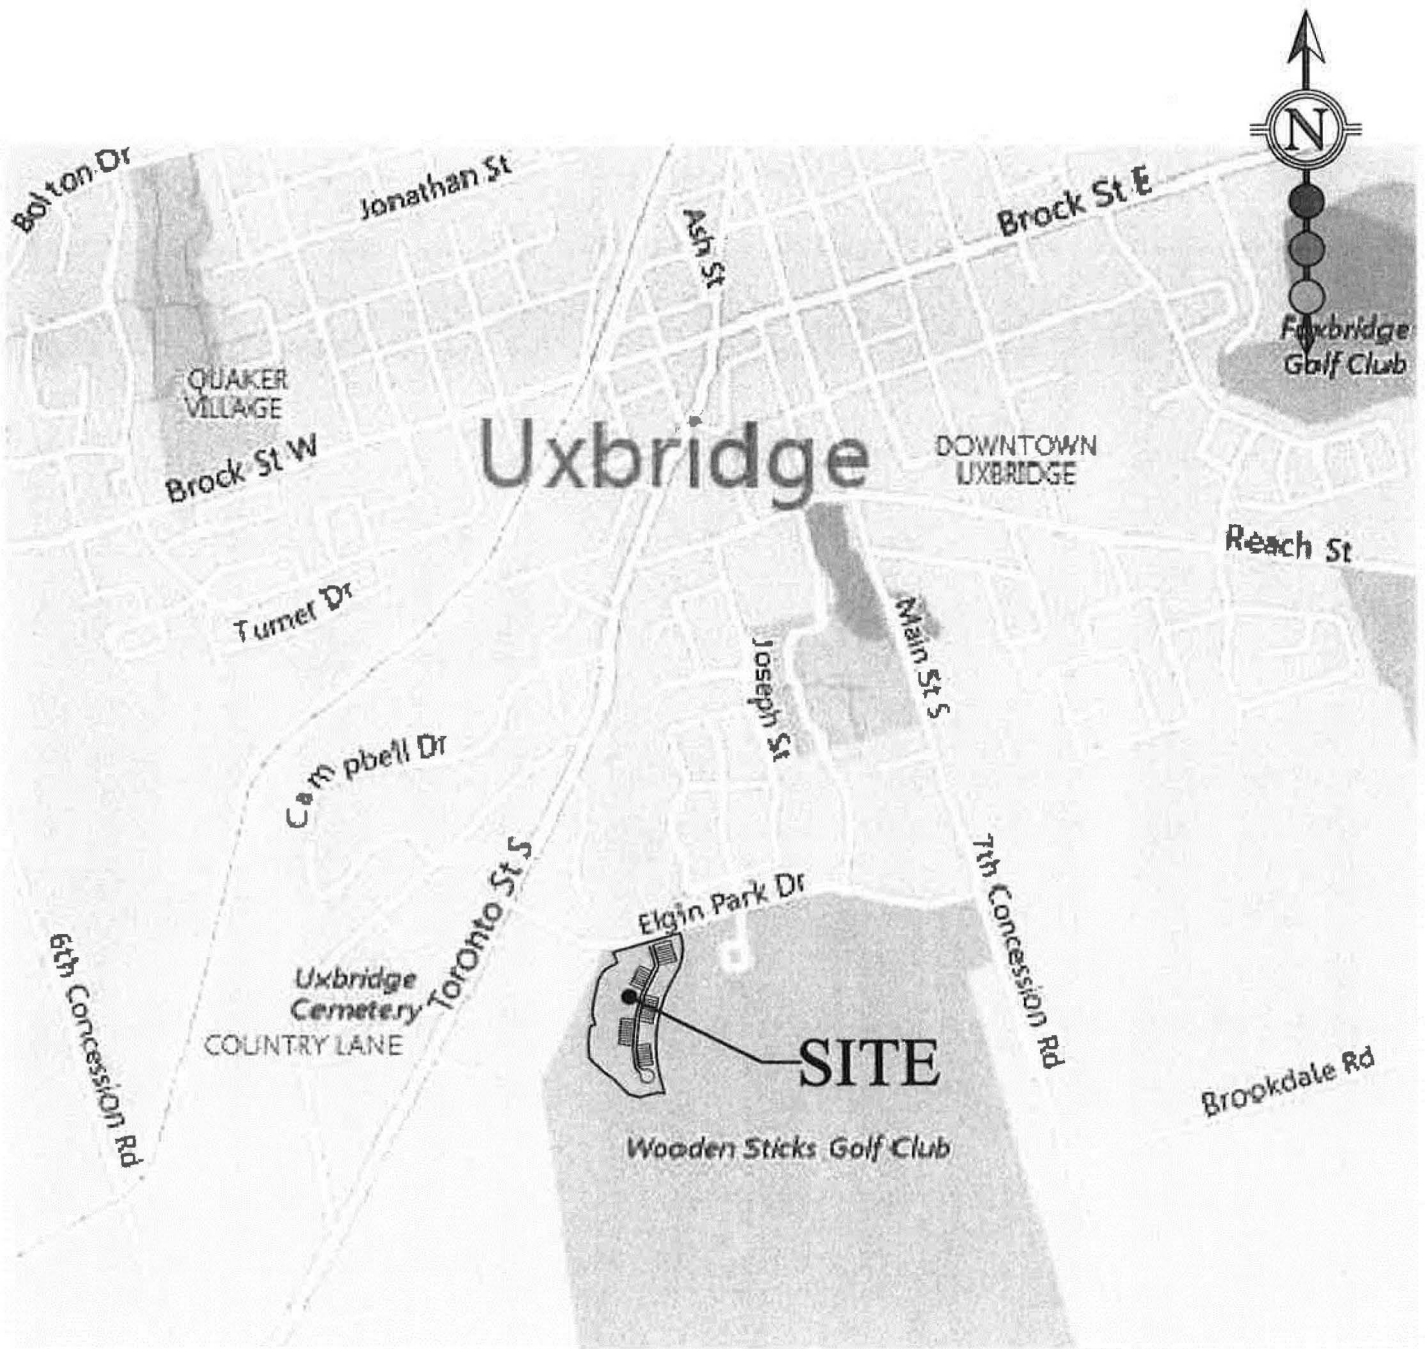 N
Bolton Dr
Jonathan St
Ash St
Brock St E
Foxbridge
Golf Club
QUAKER
VILLAGE
Brock St W
Uxbridge
DOWNTOWN
UXBRIDGE
Reach St
Turner Dr
Main St S
Joseph St
Campbell Dr
Toronto St S
7th Concession Rd
Elgin Park Dr
6th Concession Rd
Uxbridge
Cemetery
COUNTRY LANE
SITE
Brookdale Rd
Wooden Sticks Golf Club